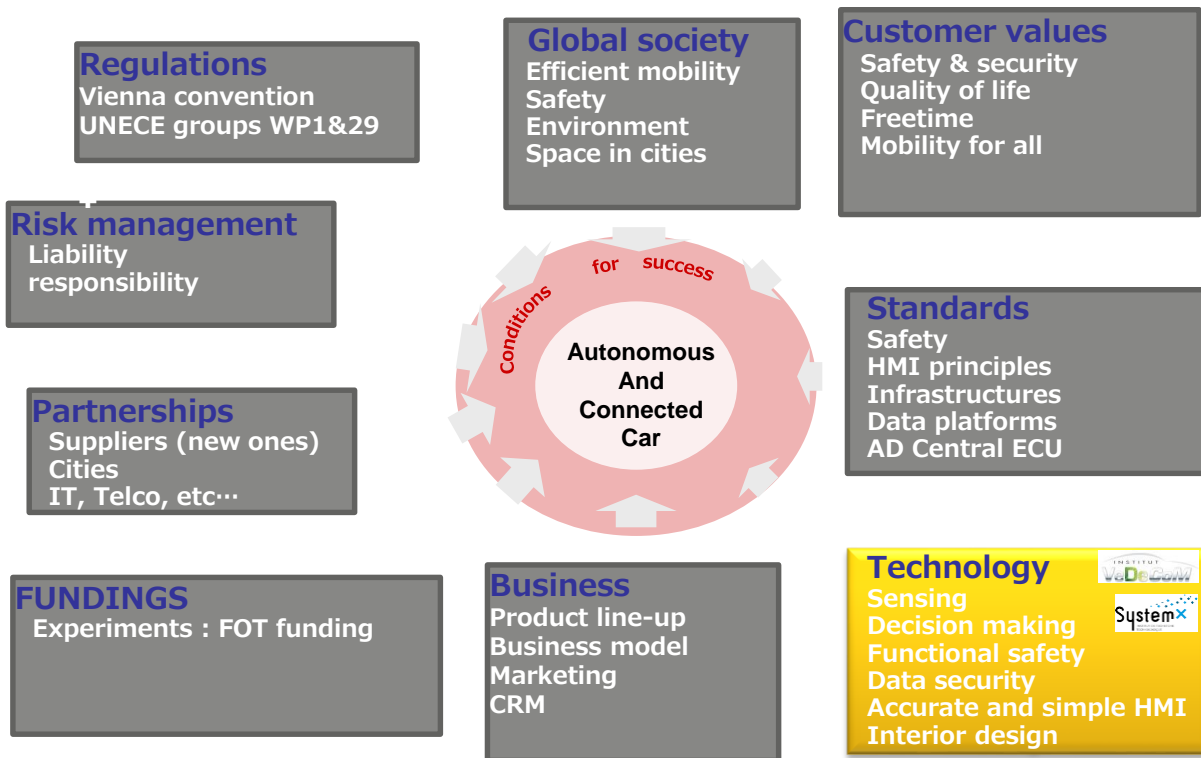 Regulations
Vienna convention
UNECE groups WP1&29
Global society
Efficient mobility
Safety
Environment
Space in cities
Customer values
Safety & security
Quality of life
Freetime
Mobility for all
+
Risk management
Liability
responsibility
Conditions for success
Autonomous
And
Connected
Car
Standards
Safety
HMI principles
Infrastructures
Data platforms
AD Central ECU
Partnerships
Suppliers (new ones)
Cities
IT, Telco, etc…
FUNDINGS
Experiments : FOT funding
Business
Product line-up
Business model
Marketing
CRM
Technology
INSTITUT
VeDeCoM
SystemX
Sensing
Decision making
Functional safety
Data security
Accurate and simple HMI
Interior design